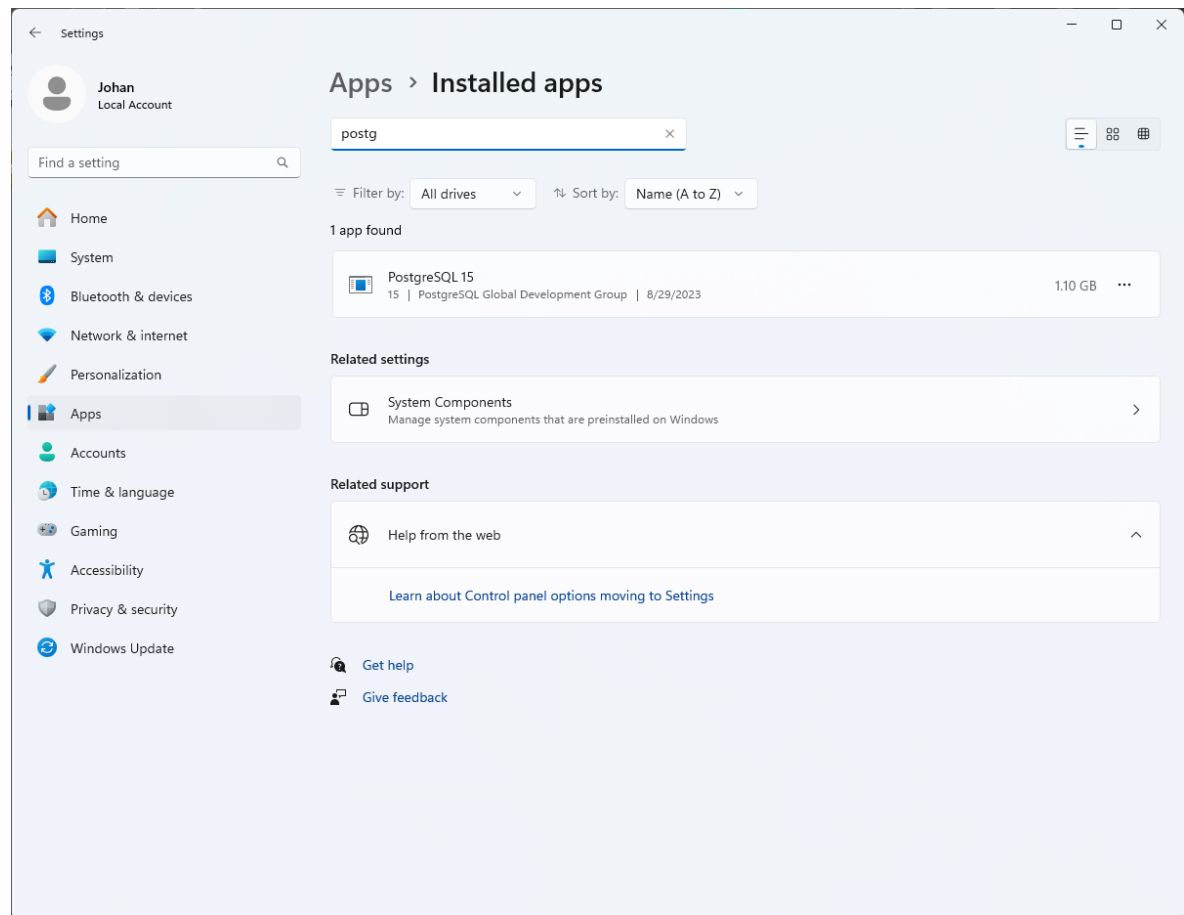 Settings
Johan
Local Account
Find a setting
Home
System
Bluetooth & devices
Network & internet
Personalization
Apps
Accounts
Time & language
Gaming
Accessibility
Privacy & security
Windows Update
Apps > Installed apps
postg
Filter by: All drives Sort by: Name (A to Z)
1 app found
PostgreSQL 15
15 | PostgreSQL Global Development Group | 8/29/2023
1.10 GB
Related settings
System Components
Manage system components that are preinstalled on Windows
Related support
Help from the web
Learn about Control panel options moving to Settings
Get help
Give feedback